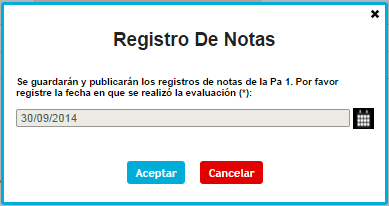 Registro De Notas
Se guardarán y publicarán los registros de notas de la Pa 1. Por favor
registre la fecha en que se realizó la evaluación (*):
30/09/2014
Aceptar
Cancelar